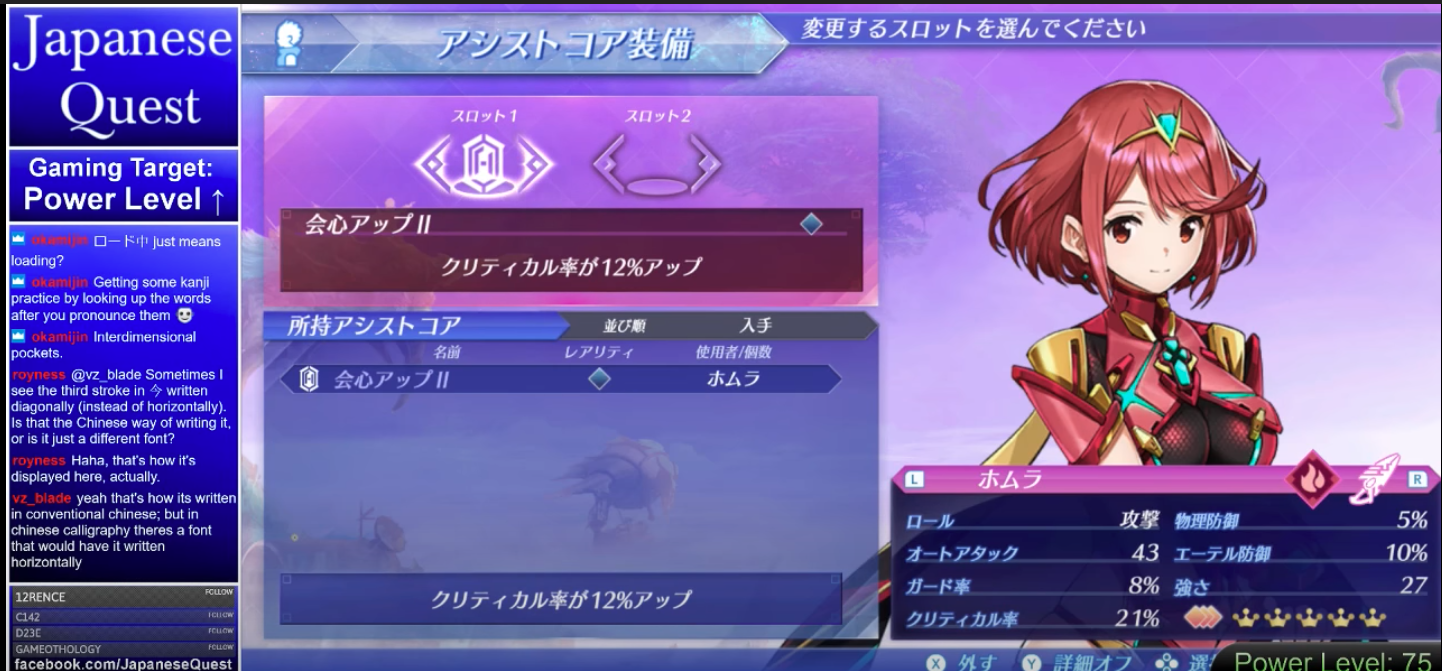 Japanese
Quest
Gaming Target:
Power Level ↑
okamijin ロード中 just means
loading?
okamijin Getting some kanji
practice by looking up the words
after you pronounce them
okamijin Interdimensional
pockets.
royness @vz_blade Sometimes I
see the third stroke in 今 written
diagonally (instead of horizontally).
Is that the Chinese way of writing it,
or is it just a different font?
royness Haha, that's how it's
displayed here, actually.
vz_blade yeah that's how its written
in conventional chinese; but in
chinese calligraphy theres a font
that would have it written
horizontally
12RENCE FOLLOW
C142 FOLLOW
D23E FOLLOW
GAMEOTHOLOGY FOLLOW
facebook.com/JapaneseQuest
アシストコア装備
変更するスロットを選んでください
スロット1 スロット2
会心アップⅡ
クリティカル率が12%アップ
所持アシストコア 並び順 入手
名前 レアリティ 使用者/個数
会心アップⅡ ホムラ
クリティカル率が12%アップ
L ホムラ R
ロール 攻撃 物理防御 5%
オートアタック 43 エーテル防御 10%
ガード率 8% 強さ 27
クリティカル率 21%
X 外す Y 詳細オフ 選
Power Level: 75